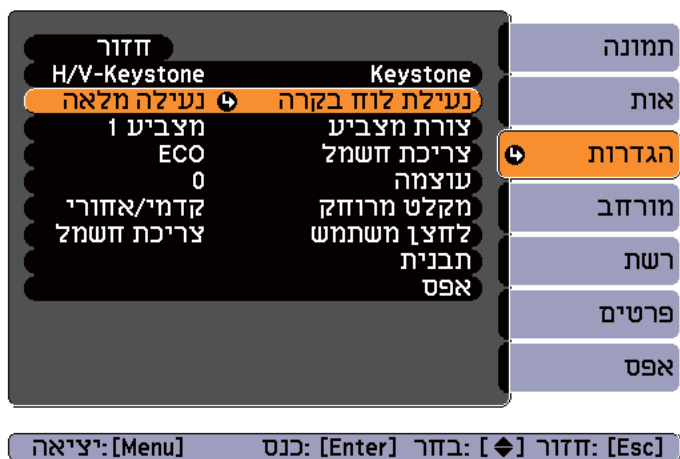 תמונה
אות
הגדרות
מורחב
רשת
פרטים
אפס
חזור
Keystone H/V-Keystone
נעילת לוח בקרה נעילה מלאה
צורת מצביע מצביע 1
צריכת חשמל ECO
עוצמה 0
מקלט מרוחק קדמי/אחורי
לחצן משתמש צריכת חשמל
תבנית
אפס
[Esc] :חזור [◆] :בחר [Enter] :כנס [Menu]:יציאה